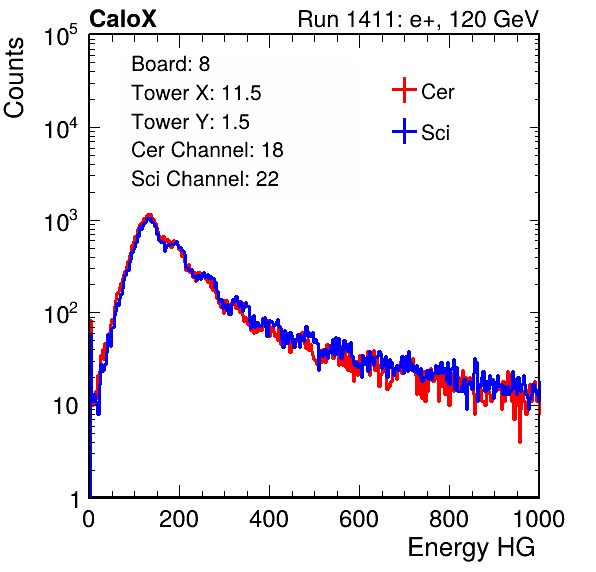 CaloX Run 1411: e+, 120 GeV
Counts
Board: 8
Tower X: 11.5
Tower Y: 1.5
Cer Channel: 18
Sci Channel: 22
Cer
Sci
10^5
10^4
10^3
10^2
10
1
0 200 400 600 800 1000
Energy HG